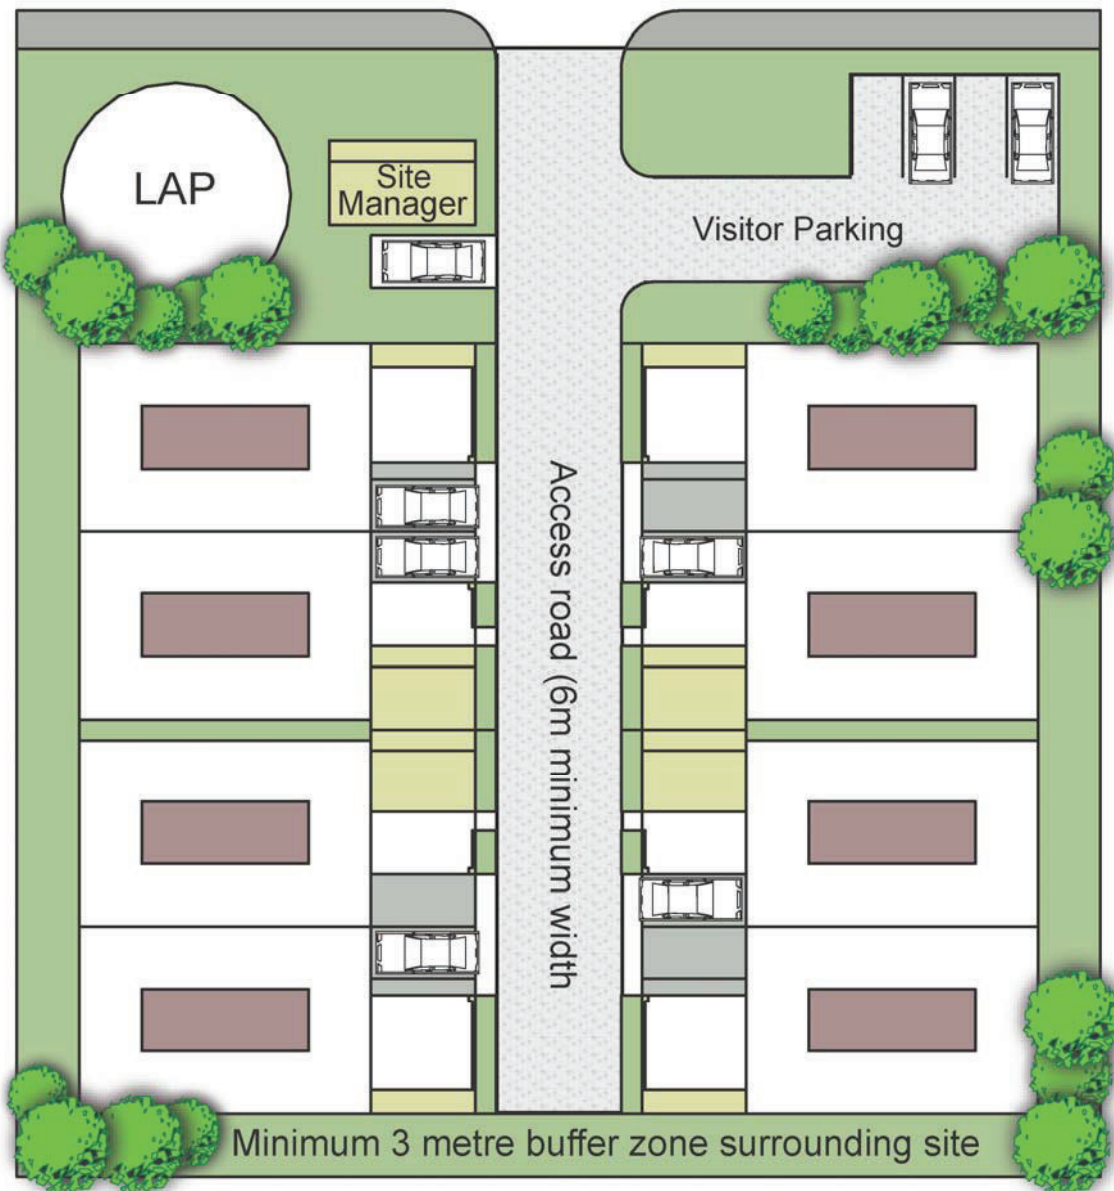 LAP
Site
Manager
Visitor Parking
Access road (6m minimum width
Minimum 3 metre buffer zone surrounding site